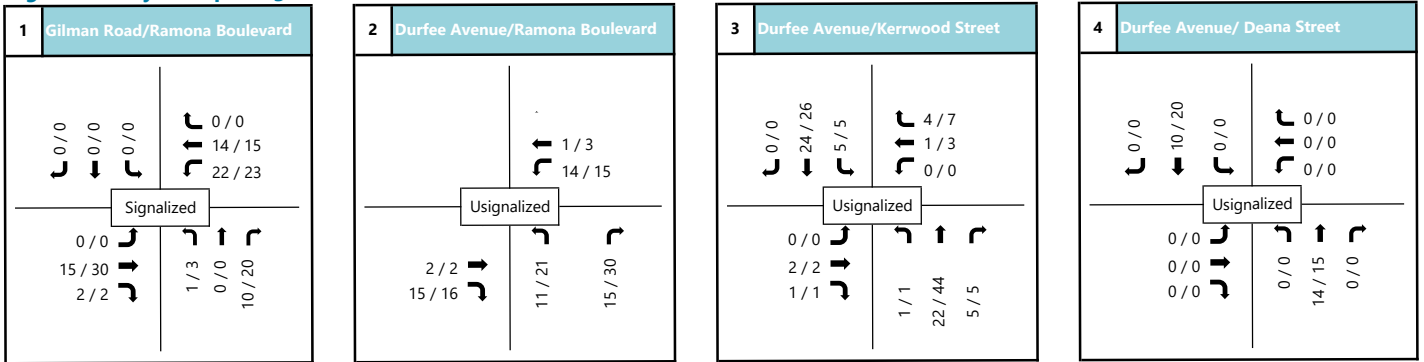 1 Gilman Road/Ramona Boulevard
0 / 0
0 / 0
0 / 0
0 / 0
14 / 15
22 / 23
Signalized
0 / 0
15 / 30
2 / 2
1 / 3
0 / 0
10 / 20
2 Durfee Avenue/Ramona Boulevard
1 / 3
14 / 15
Usignalized
2 / 2
15 / 16
11 / 21
15 / 30
3 Durfee Avenue/Kerrwood Street
0 / 0
24 / 26
5 / 5
4 / 7
1 / 3
0 / 0
Usignalized
0 / 0
2 / 2
1 / 1
1 / 1
22 / 44
5 / 5
4 Durfee Avenue/ Deana Street
0 / 0
10 / 20
0 / 0
0 / 0
0 / 0
0 / 0
Usignalized
0 / 0
0 / 0
0 / 0
0 / 0
14 / 15
0 / 0